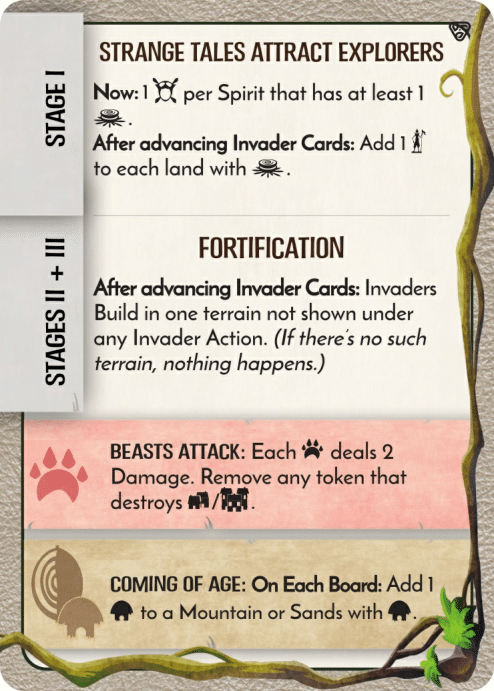 STAGE I
STRANGE TALES ATTRACT EXPLORERS
Now: 1 per Spirit that has at least 1
.
After advancing Invader Cards: Add 1
to each land with .
STAGES II + III
FORTIFICATION
After advancing Invader Cards: Invaders
Build in one terrain not shown under
any Invader Action. (If there's no such
terrain, nothing happens.)
BEASTS ATTACK: Each deals 2
Damage. Remove any token that
destroys / .
COMING OF AGE: On Each Board: Add 1
to a Mountain or Sands with .